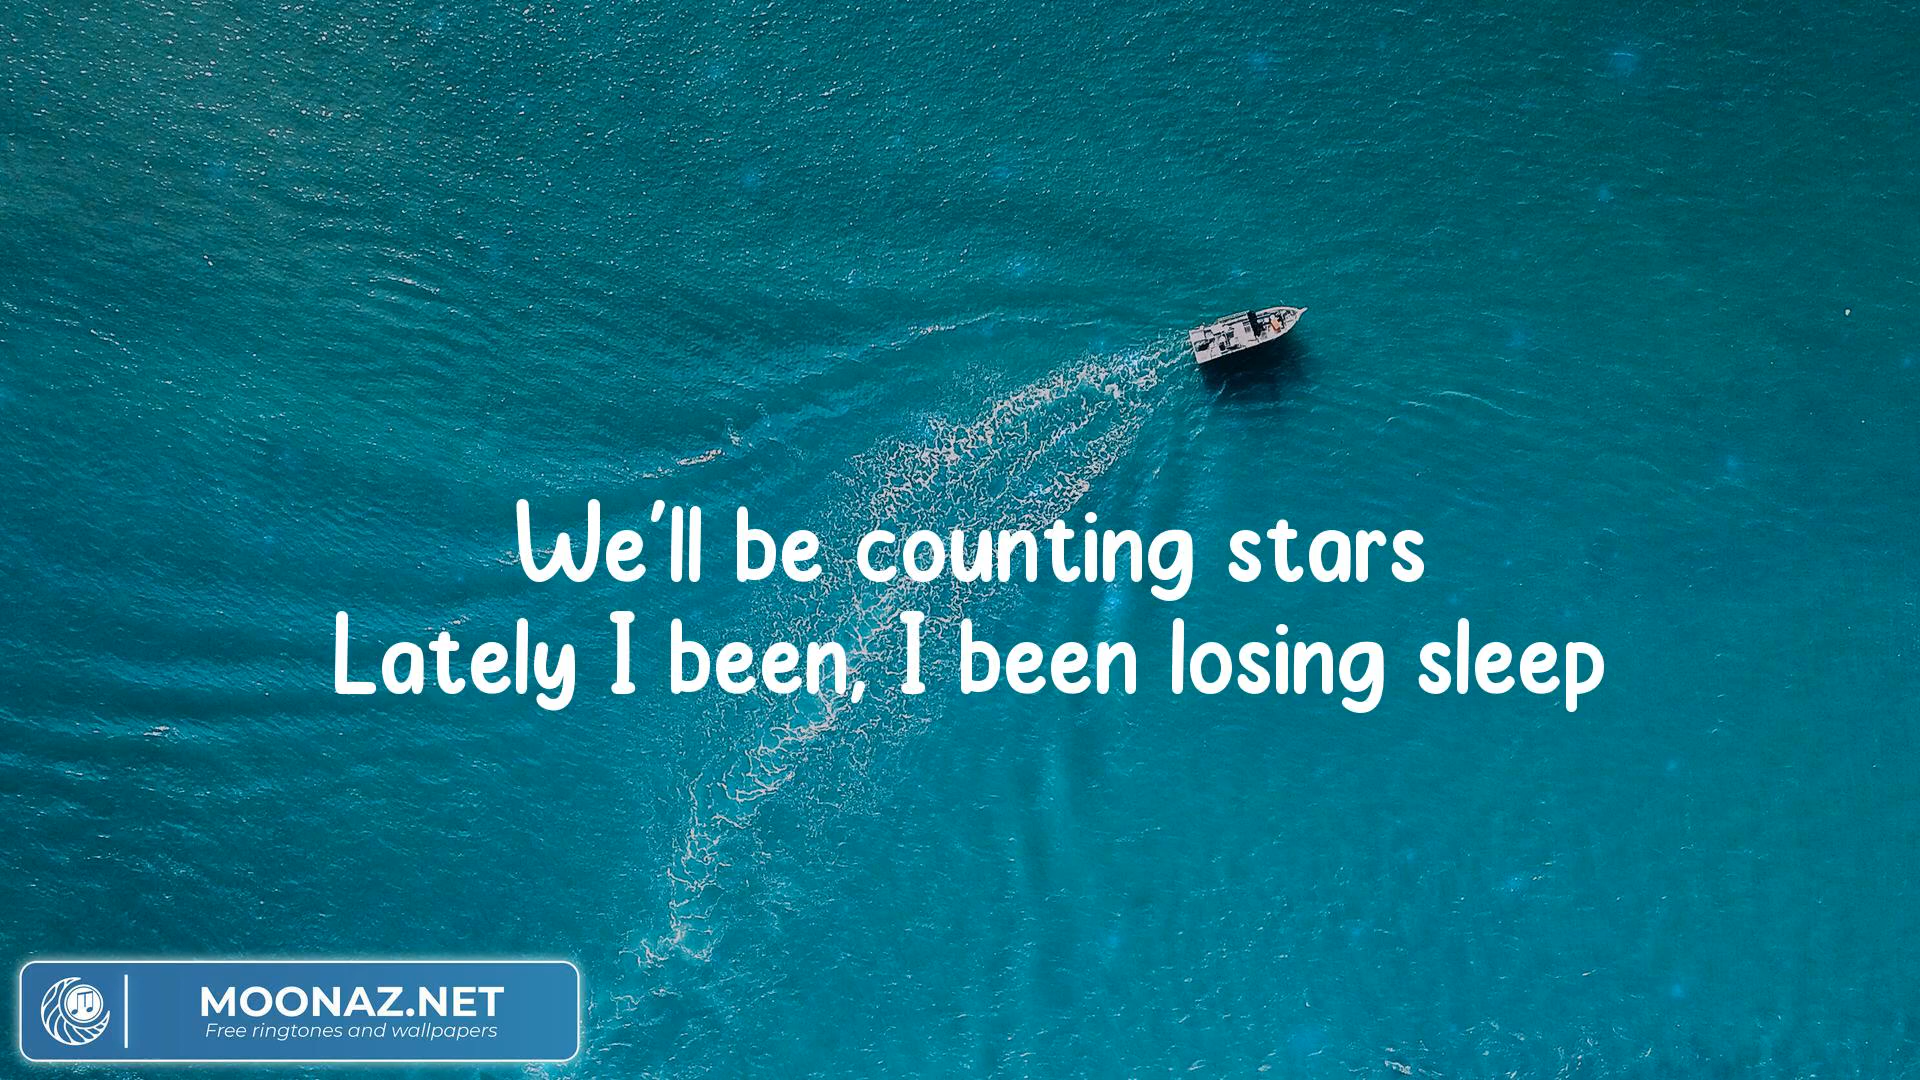 We'll be counting stars
Lately I been, I been losing sleep
MOONAZ.NET
Free ringtones and wallpapers